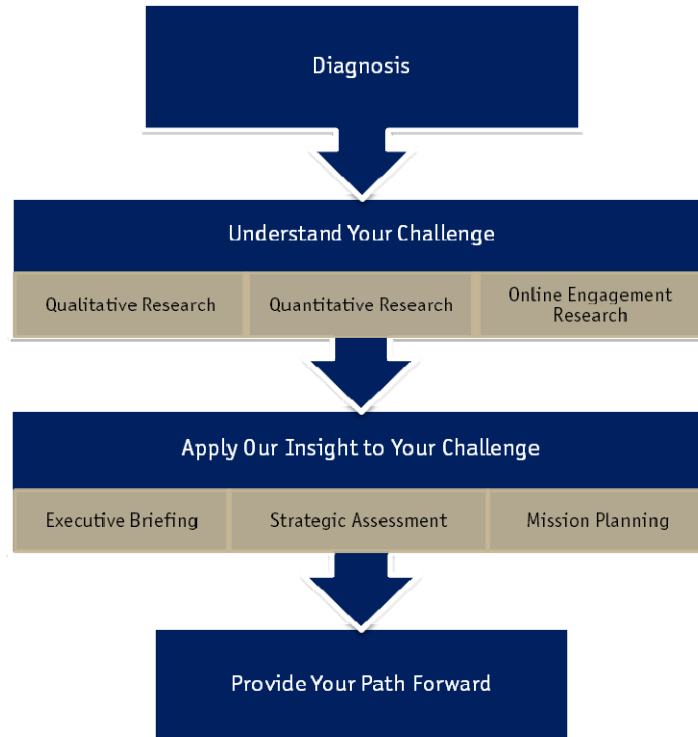 Diagnosis
Understand Your Challenge
Qualitative Research
Quantitative Research
Online Engagement
Research
Apply Our Insight to Your Challenge
Executive Briefing
Strategic Assessment
Mission Planning
Provide Your Path Forward